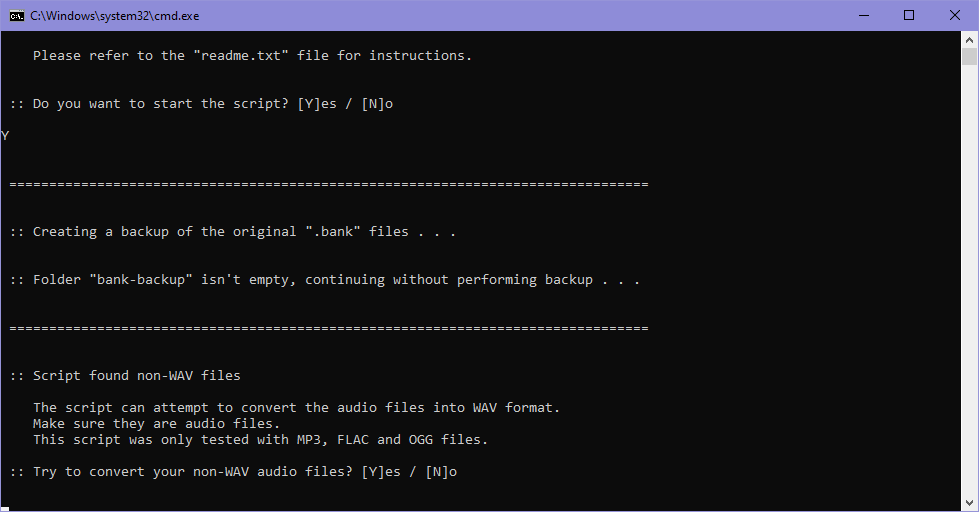 C:\Windows\system32\cmd.exe
Please refer to the "readme.txt" file for instructions.
:: Do you want to start the script? [Y]es / [N]o
Y
================================================================================
:: Creating a backup of the original ".bank" files . . .
:: Folder "bank-backup" isn't empty, continuing without performing backup . . .
================================================================================
:: Script found non-WAV files
The script can attempt to convert the audio files into WAV format.
Make sure they are audio files.
This script was only tested with MP3, FLAC and OGG files.
:: Try to convert your non-WAV audio files? [Y]es / [N]o